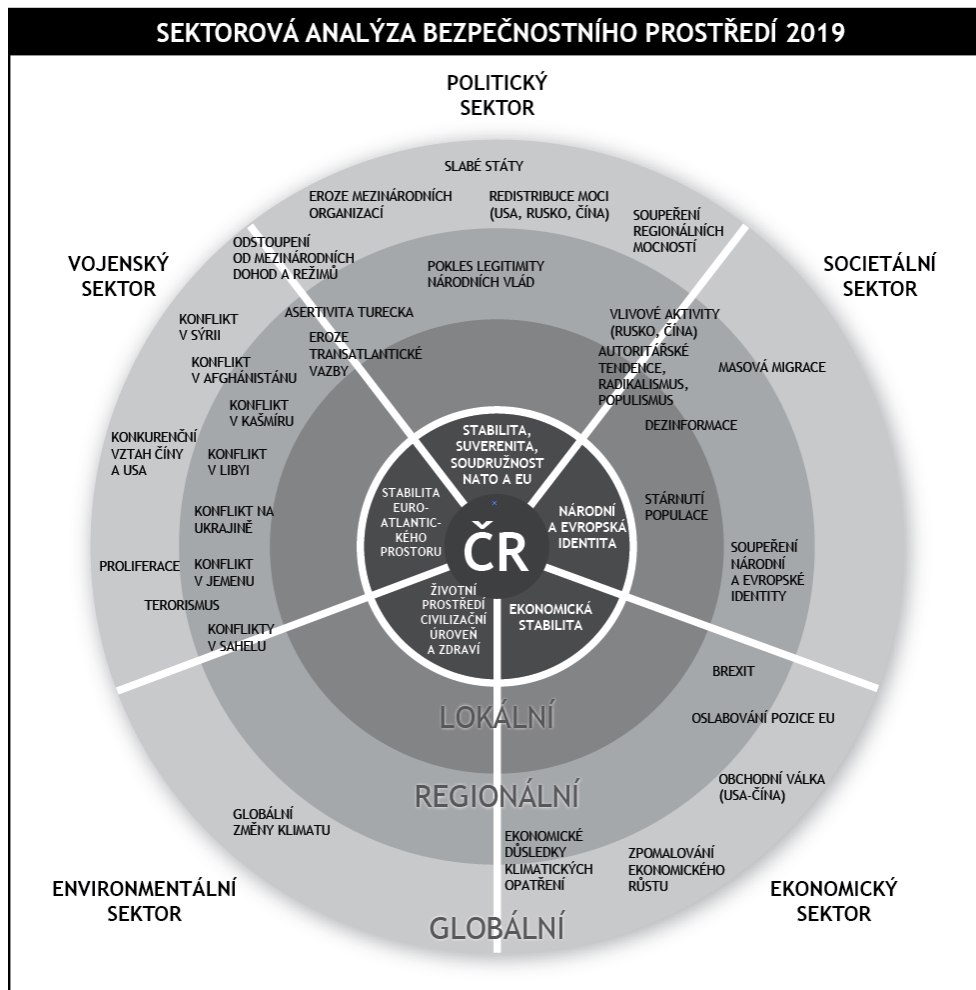 SEKTOROVÁ ANALÝZA BEZPEČNOSTNÍHO PROSTŘEDÍ 2019
POLITICKÝ
SEKTOR
SLABÉ STÁTY
EROZE MEZINÁRODNÍCH
ORGANIZACÍ
REDISTRIBUCE MOCI
(USA, RUSKO, ČÍNA)
SOUPEŘENÍ
REGIONÁLNÍCH
MOCNOSTÍ
ODSTOUPENÍ
OD MEZINÁRODNÍCH
DOHOD A REŽIMŮ
POKLES LEGITIMITY
NÁRODNÍCH VLÁD
VOJENSKÝ
SEKTOR
SOCIETÁLNÍ
SEKTOR
ASERTIVITA TURECKA
EROZE
TRANSATLANTICKÉ
VAZBY
VLIVOVÉ AKTIVITY
(RUSKO, ČÍNA)
AUTORITÁŘSKÉ
TENDENCE,
RADIKALISMUS,
POPULISMUS
MASOVÁ MIGRACE
DEZINFORMACE
KONFLIKT
V SÝRII
KONFLIKT
V AFGHÁNISTÁNU
KONFLIKT
V KAŠMÍRU
KONKURENČNÍ
VZTAH ČÍNY
A USA
KONFLIKT
V LIBYI
KONFLIKT NA
UKRAJINĚ
PROLIFERACE
KONFLIKT
V JEMENU
TERORISMUS
KONFLIKTY
V SAHELU
STABILITA,
SUVERENITA,
SOUDRUŽNOST
NATO A EU
STABILITA
EURO-
ATLANTIC-
KÉHO
PROSTORU
ČR
NÁRODNÍ
A EVROPSKÁ
IDENTITA
ŽIVOTNÍ
PROSTŘEDÍ
CIVILIZAČNÍ
ÚROVEŇ
A ZDRAVÍ
EKONOMICKÁ
STABILITA
STÁRNUTÍ
POPULACE
SOUPEŘENÍ
NÁRODNÍ
A EVROPSKÉ
IDENTITY
BREXIT
OSLABOVÁNÍ POZICE EU
OBCHODNÍ VÁLKA
(USA-ČÍNA)
LOKÁLNÍ
REGIONÁLNÍ
GLOBÁLNÍ
ZMĚNY KLIMATU
EKONOMICKÉ
DŮSLEDKY
KLIMATICKÝCH
OPATŘENÍ
ZPOMALOVÁNÍ
EKONOMICKÉHO
RŮSTU
ENVIRONMENTÁLNÍ
SEKTOR
EKONOMICKÝ
SEKTOR
GLOBÁLNÍ